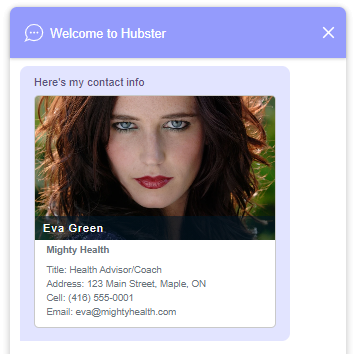 Welcome to Hubster
Here's my contact info
Eva Green
Mighty Health
Title: Health Advisor/Coach
Address: 123 Main Street, Maple, ON
Cell: (416) 555-0001
Email: eva@mightyhealth.com